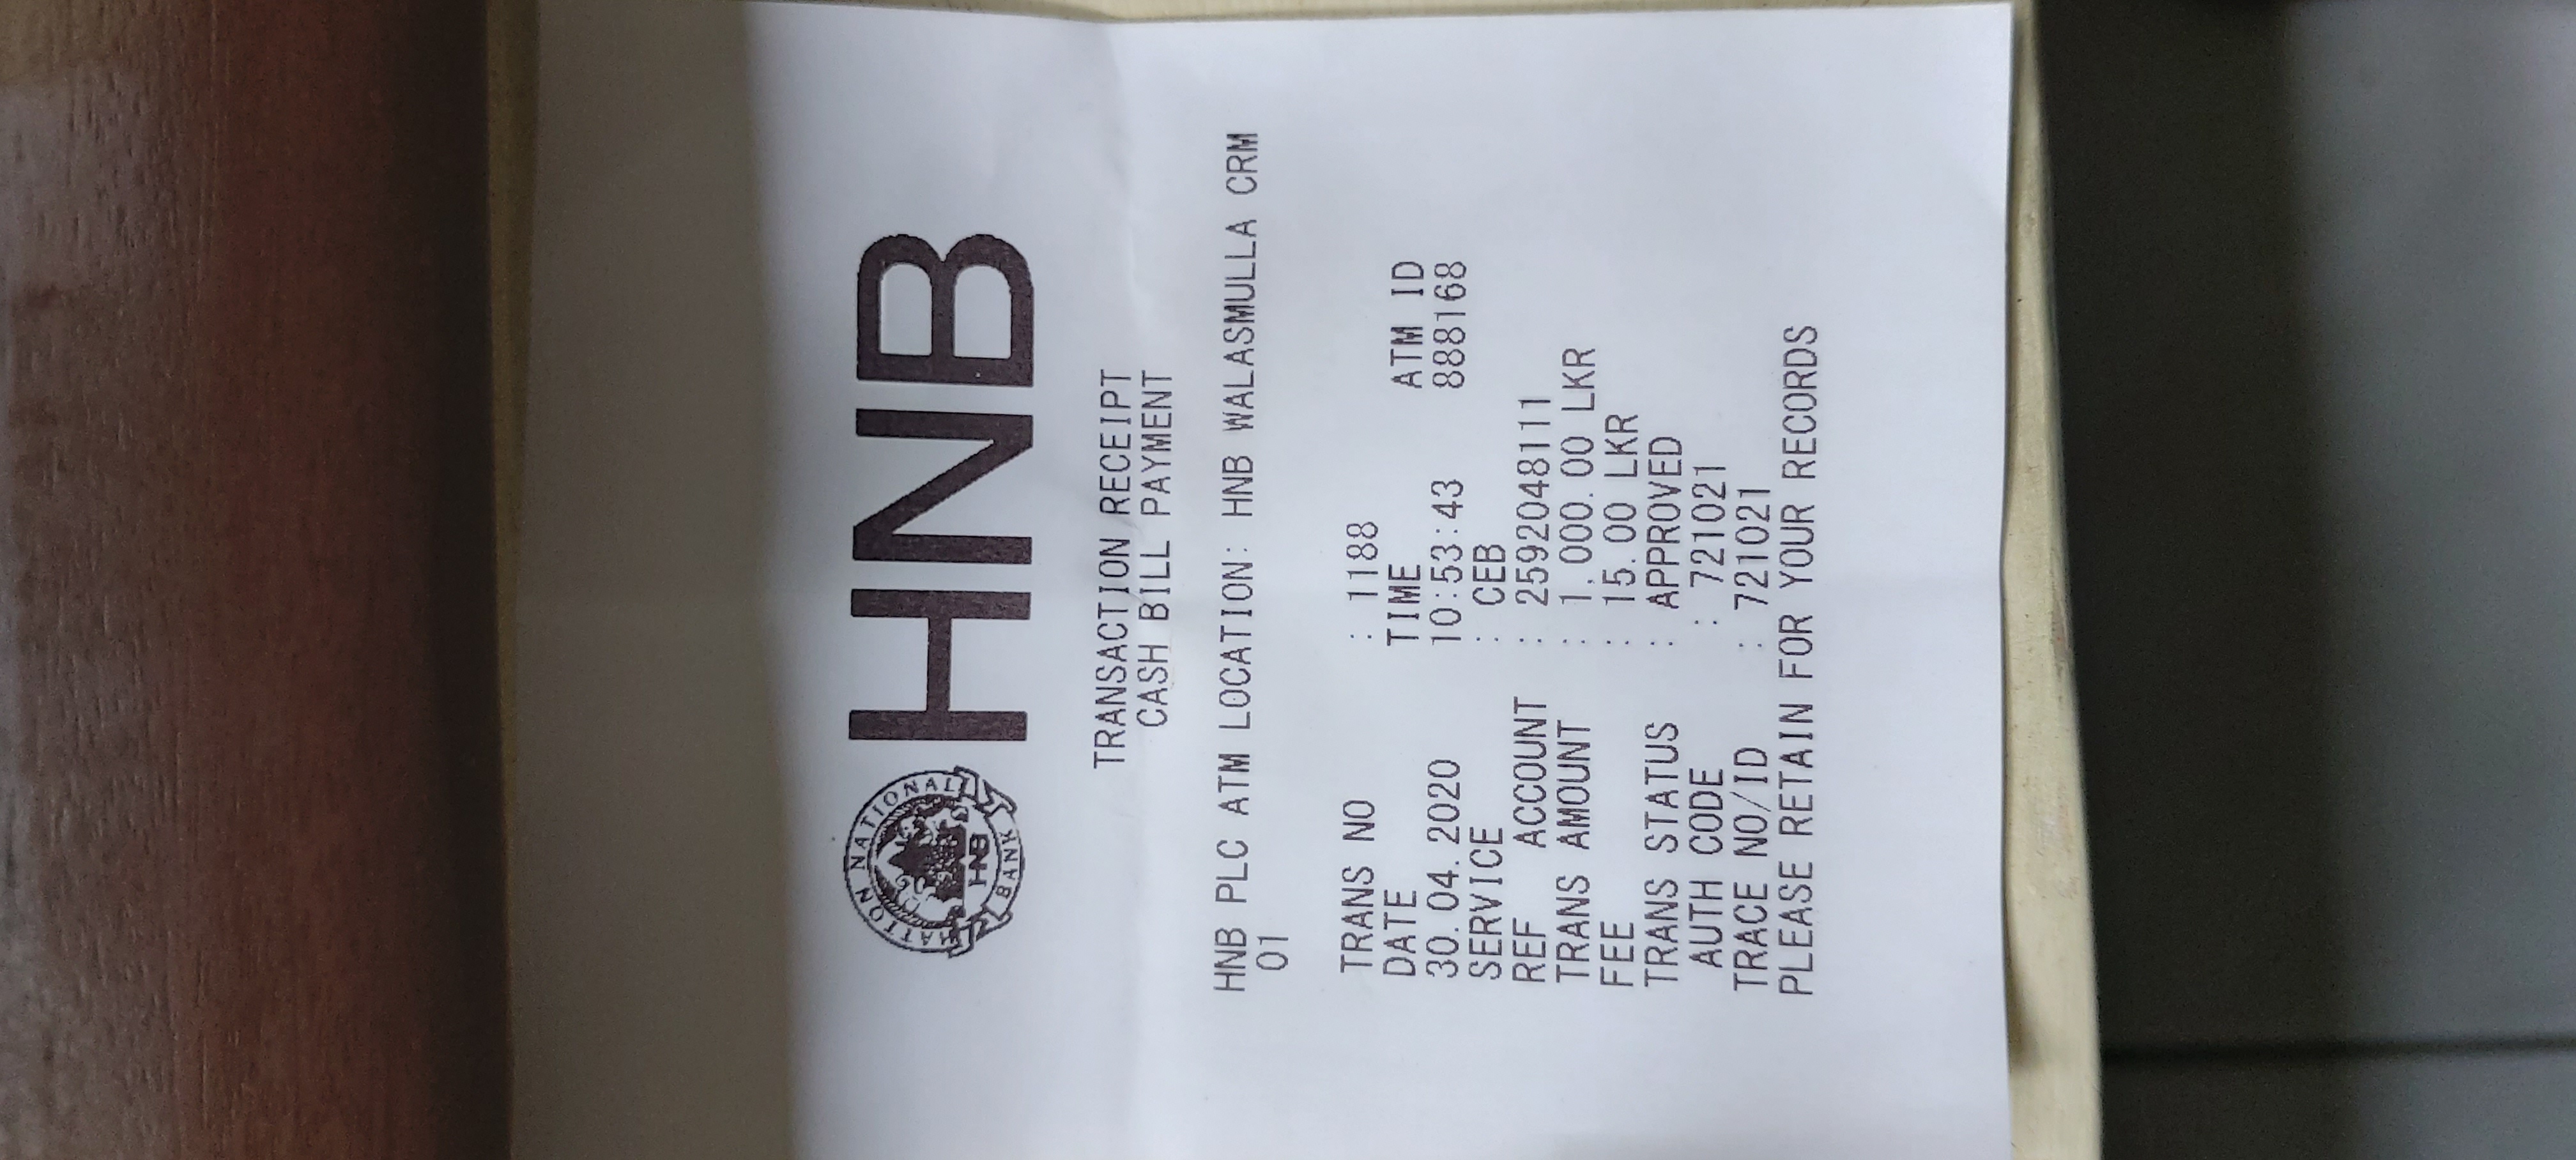 HATTON NATIONAL BANK
HNB
HNB
TRANSACTION RECEIPT
CASH BILL PAYMENT
HNB PLC ATM LOCATION: HNB WALASMULLA CRM
01
TRANS NO : 1188
DATE TIME ATM ID
30.04.2020 10:53:43 8888168
SERVICE : CEB
REF ACCOUNT : 2592048111
TRANS AMOUNT : 1,000.00 LKR
FEE : 15.00 LKR
TRANS STATUS : APPROVED
AUTH CODE : 721021
TRACE NO/ID : 721021
PLEASE RETAIN FOR YOUR RECORDS